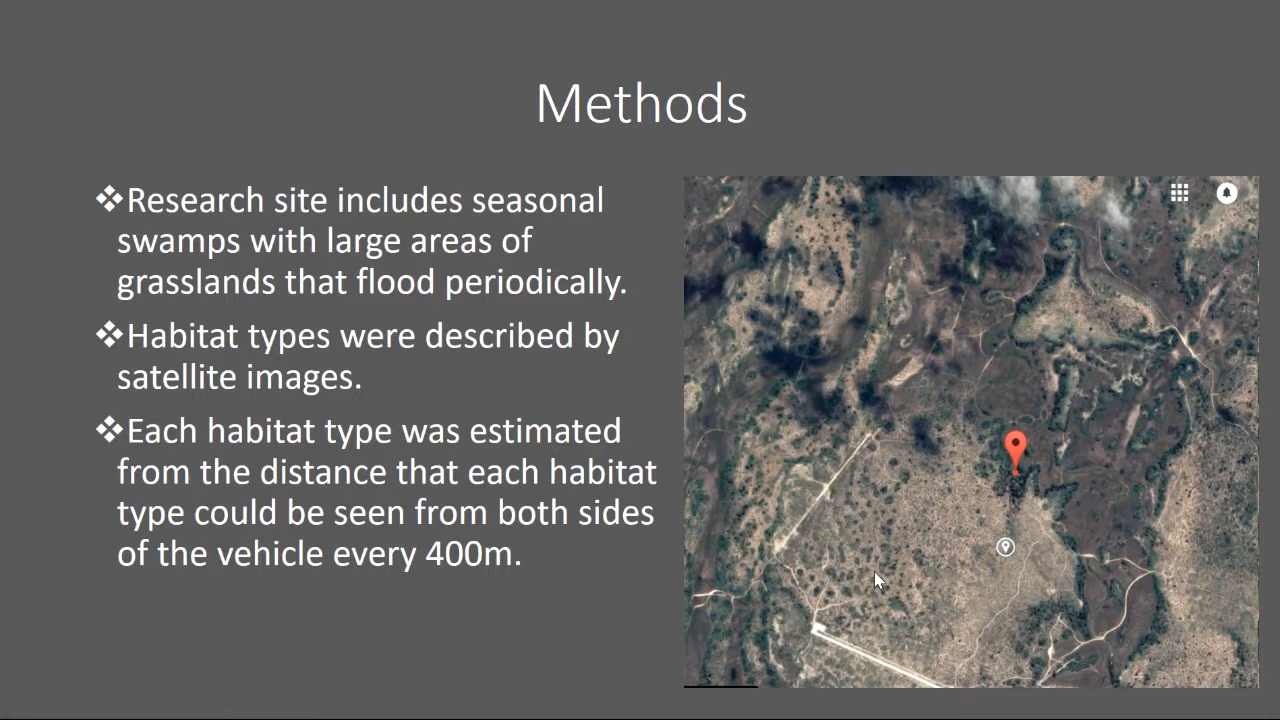 Methods
❖Research site includes seasonal
swamps with large areas of
grasslands that flood periodically.
❖Habitat types were described by
satellite images.
❖Each habitat type was estimated
from the distance that each habitat
type could be seen from both sides
of the vehicle every 400m.